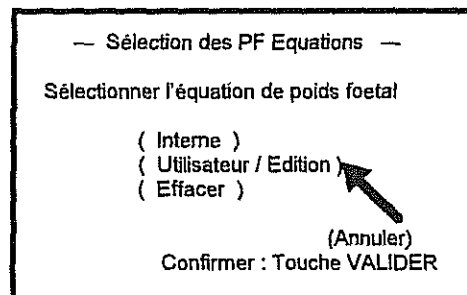 — Sélection des PF Equations —
Sélectionner l'équation de poids foetal
( Interne )
( Utilisateur / Edition )
( Effacer )
(Annuler)
Confirmer : Touche VALIDER